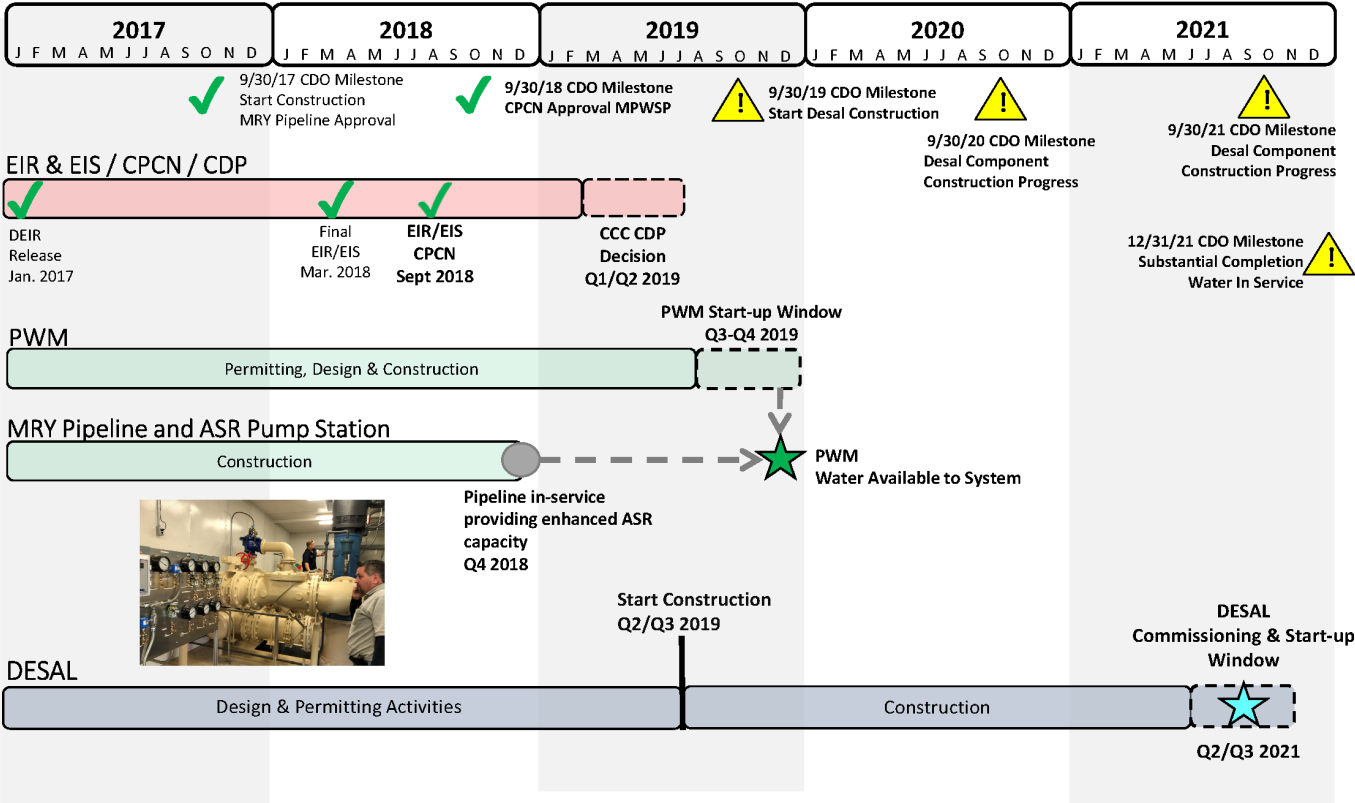 2017
J F M A M J J A S O N D
2018
J F M A M J J A S O N D
2019
J F M A M J J A S O N D
2020
J F M A M J J A S O N D
2021
J F M A M J J A S O N D
9/30/17 CDO Milestone
Start Construction
MRY Pipeline Approval
9/30/18 CDO Milestone
CPCN Approval MPWSP
!
9/30/19 CDO Milestone
Start Desal Construction
!
9/30/20 CDO Milestone
Desal Component
Construction Progress
!
9/30/21 CDO Milestone
Desal Component
Construction Progress
EIR & EIS / CPCN / CDP
DEIR
Release
Jan. 2017
Final
EIR/EIS
Mar. 2018
EIR/EIS
CPCN
Sept 2018
CCC CDP
Decision
Q1/Q2 2019
12/31/21 CDO Milestone
Substantial Completion
Water In Service
!
PWM Start-up Window
Q3-Q4 2019
PWM
Permitting, Design & Construction
MRY Pipeline and ASR Pump Station
Construction
PWM
Water Available to System
Pipeline in-service
providing enhanced ASR
capacity
Q4 2018
Start Construction
Q2/Q3 2019
DESAL
Commissioning & Start-up
Window
DESAL
Design & Permitting Activities
Construction
Q2/Q3 2021